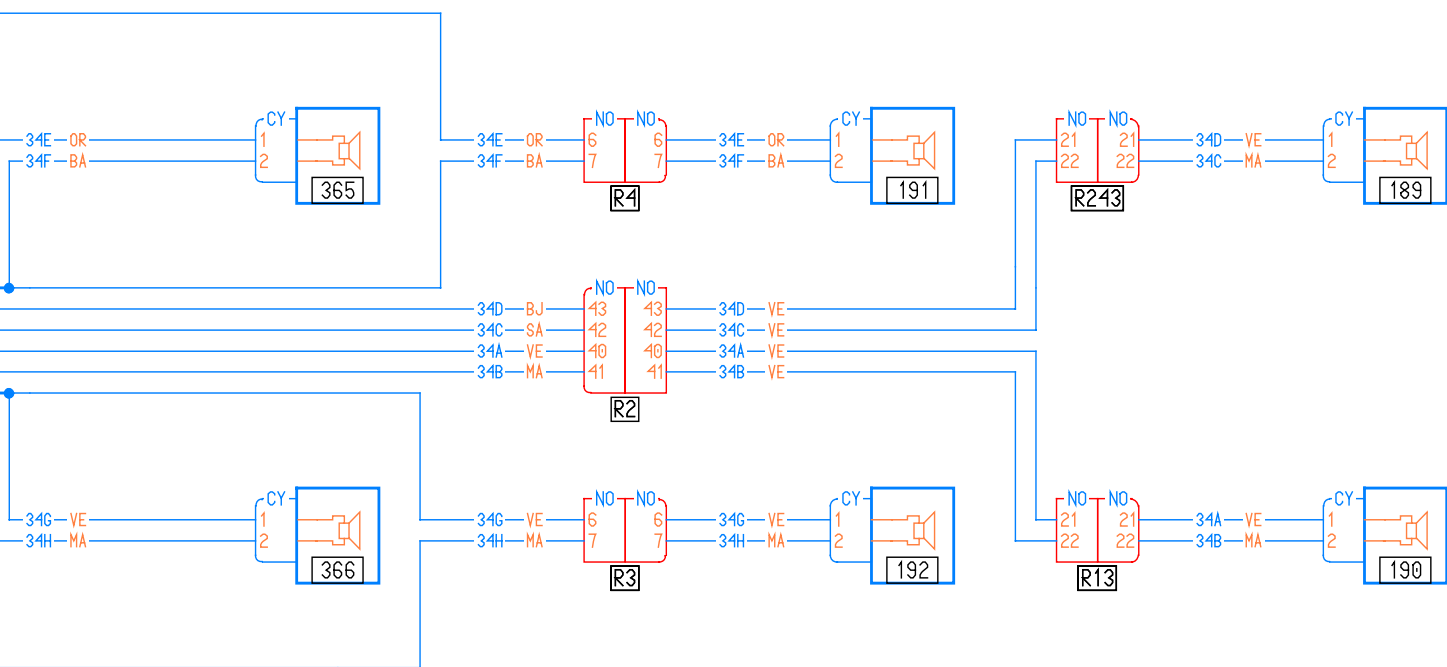 CY NO NO CY NO NO CY
34E OR 1 34E OR 6 6 34E OR 1 21 21 34D VE 1
34F BA 2 34F BA 7 7 34F BA 2 22 22 34C MA 2
365 R4 191 R243 189
NO NO
34D BJ 43 43 34D VE
34C SA 42 42 34C VE
34A VE 40 40 34A VE
34B MA 41 41 34B VE
R2
CY NO NO CY NO NO CY
34G VE 1 34G VE 6 6 34G VE 1 21 21 34A VE 1
34H MA 2 34H MA 7 7 34H MA 2 22 22 34B MA 2
366 R3 192 R13 190